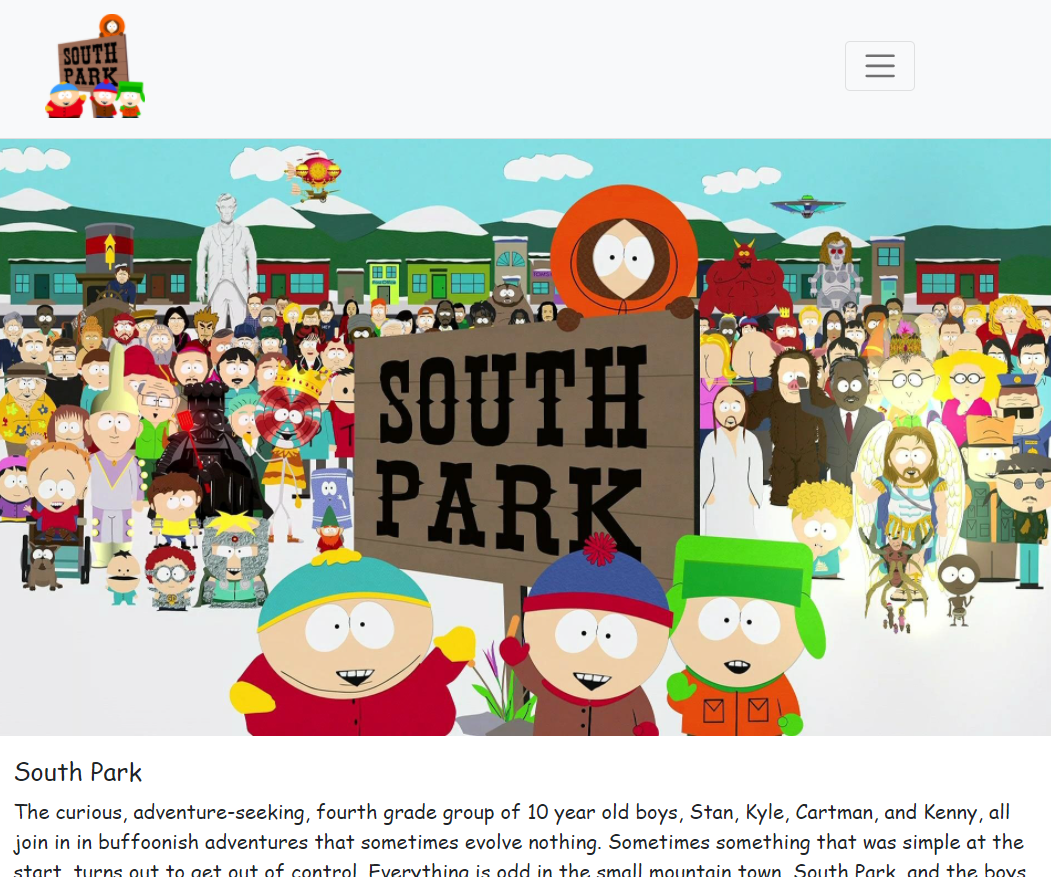 SOUTH
PARK
SOUTH
PARK
South Park
The curious, adventure-seeking, fourth grade group of 10 year old boys, Stan, Kyle, Cartman, and Kenny, all
join in in buffoonish adventures that sometimes evolve nothing. Sometimes something that was simple at the
start, turns out to get out of control. Everything is odd in the small mountain town, South Park, and the boys